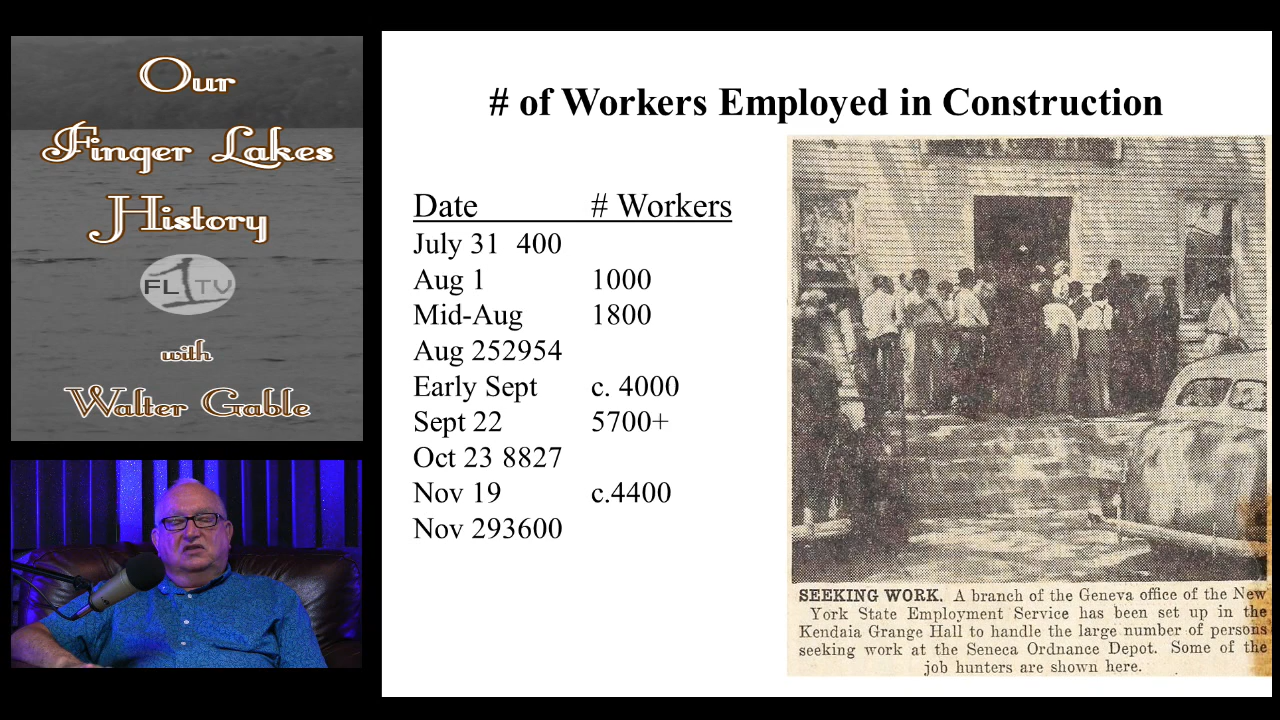 Our
Finger Lakes
History
FL TV
with
Walter Gable
# of Workers Employed in Construction
Date # Workers
July 31 400
Aug 1 1000
Mid-Aug 1800
Aug 252954
Early Sept c. 4000
Sept 22 5700+
Oct 23 8827
Nov 19 c.4400
Nov 293600
SEEKING WORK. A branch of the Geneva office of the New
York State Employment Service has been set up in the
Kendaia Grange Hall to handle the large number of persons
seeking work at the Seneca Ordnance Depot. Some of the
job hunters are shown here.